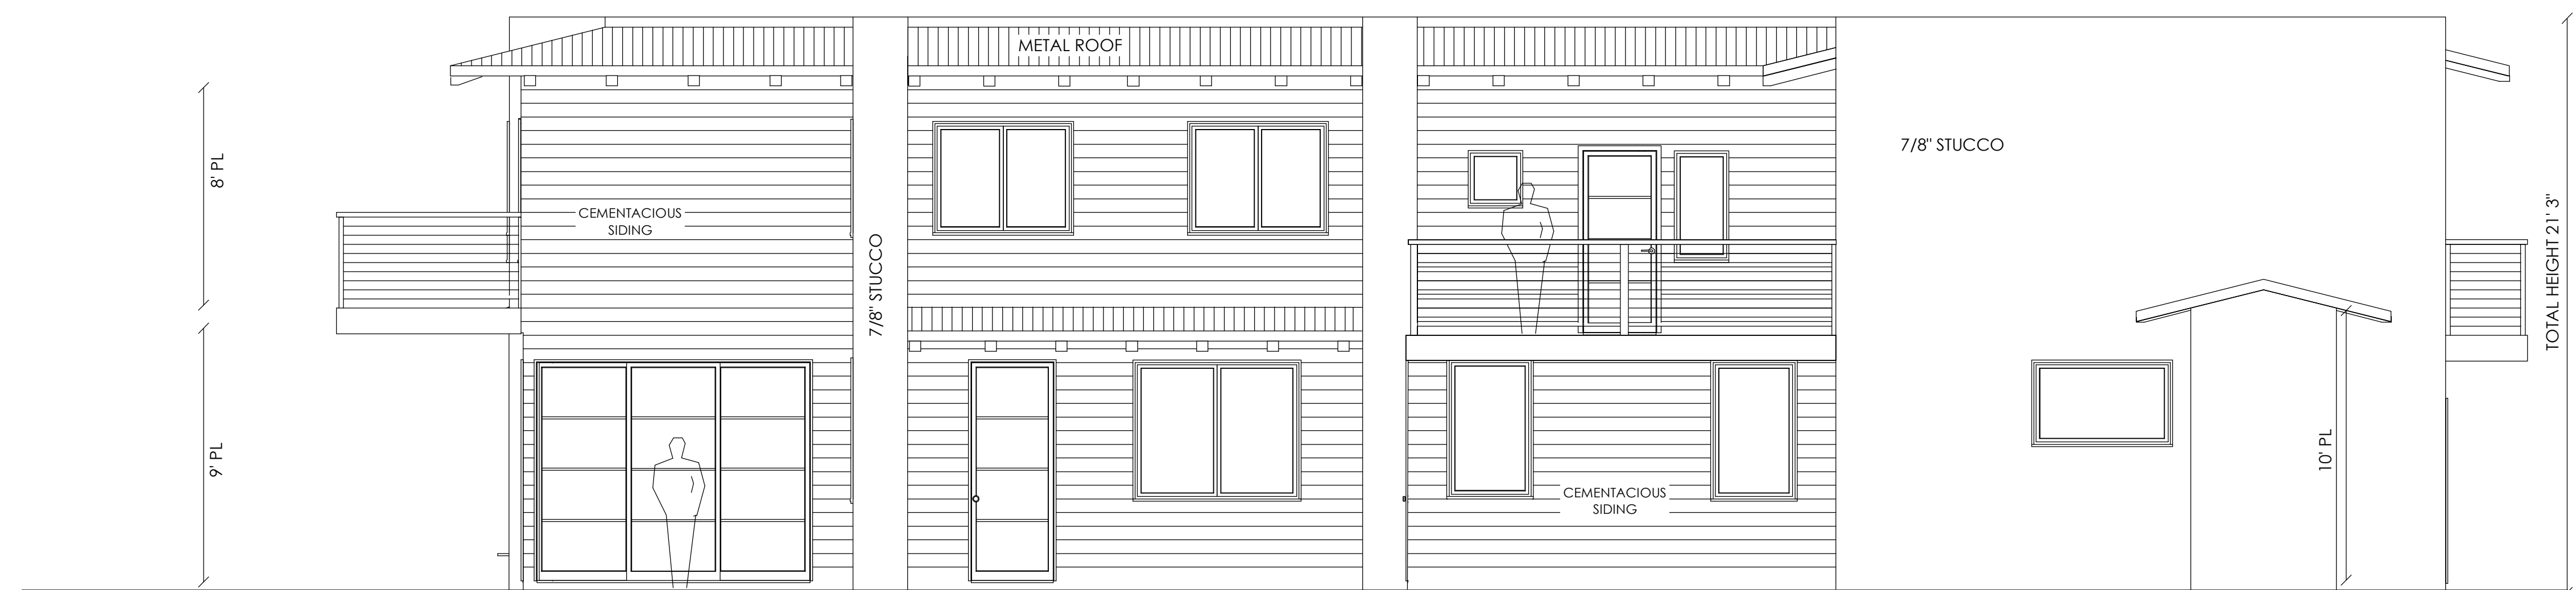 METAL ROOF
8' PL
CEMENTACIOUS
SIDING
7/8" STUCCO
7/8" STUCCO
TOTAL HEIGHT 21' 3"
9' PL
CEMENTACIOUS
SIDING
10' PL